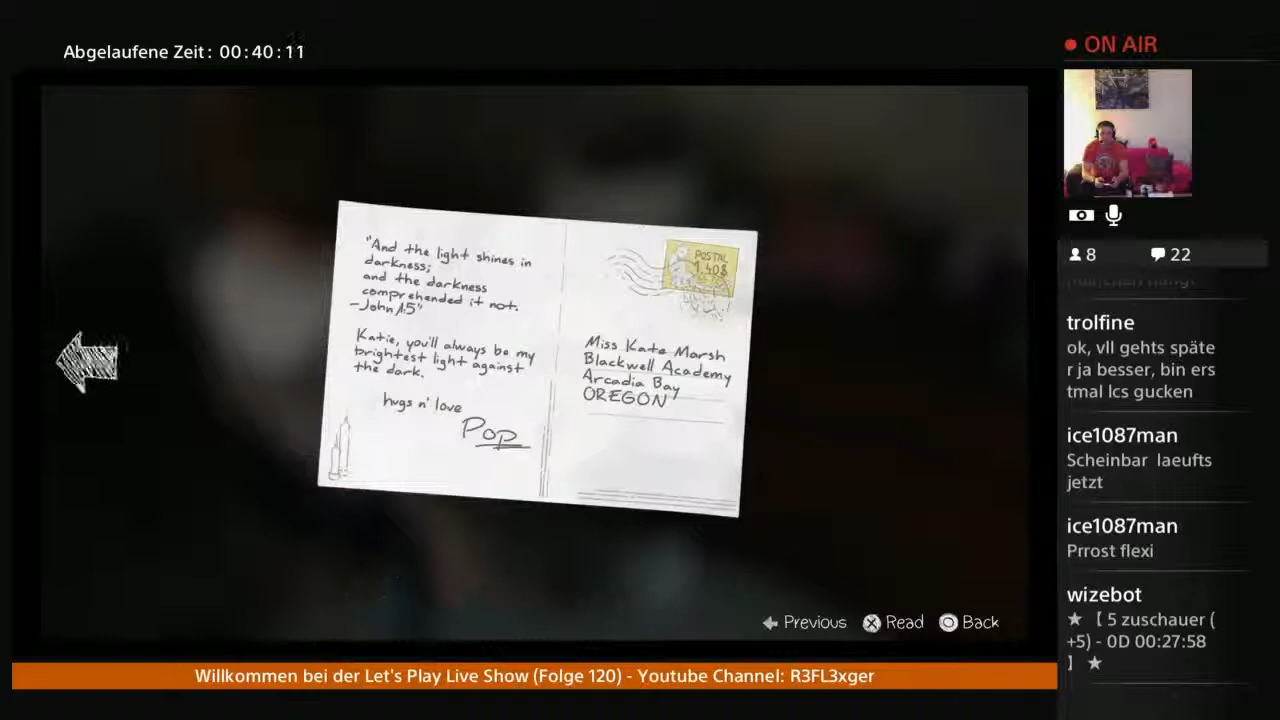 Abgelaufene Zeit: 00:40:11
ON AIR
8
22
"And the light shines in
darkness;
and the darkness
comprehended it not.
-John 1:5"
Katie, you'll always be my
brightest light against
the dark.
hugs n' love
Pop
POSTAL
1,40$
Miss Kate Marsh
Blackwell Academy
Arcadia Bay
OREGON
Previous
Read
Back
trolfine
ok, vll gehts späte
r ja besser, bin ers
tmal lcs gucken
ice1087man
Scheinbar laeufts
jetzt
ice1087man
Prrost flexi
wizebot
★ 【 5 zuschauer (
+5) - 0D 00:27:58
】 ★
Willkommen bei der Let's Play Live Show (Folge 120) - Youtube Channel: R3FL3xger